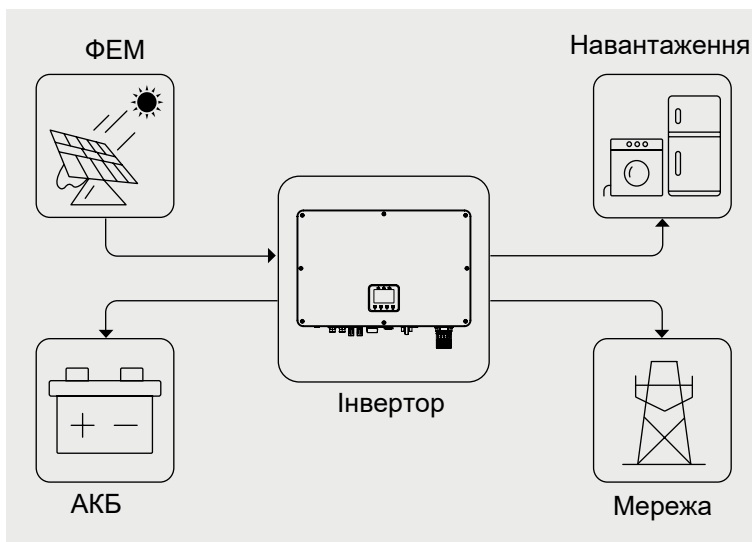 ФЕМ
Навантаження
Інвертор
АКБ
Мережа